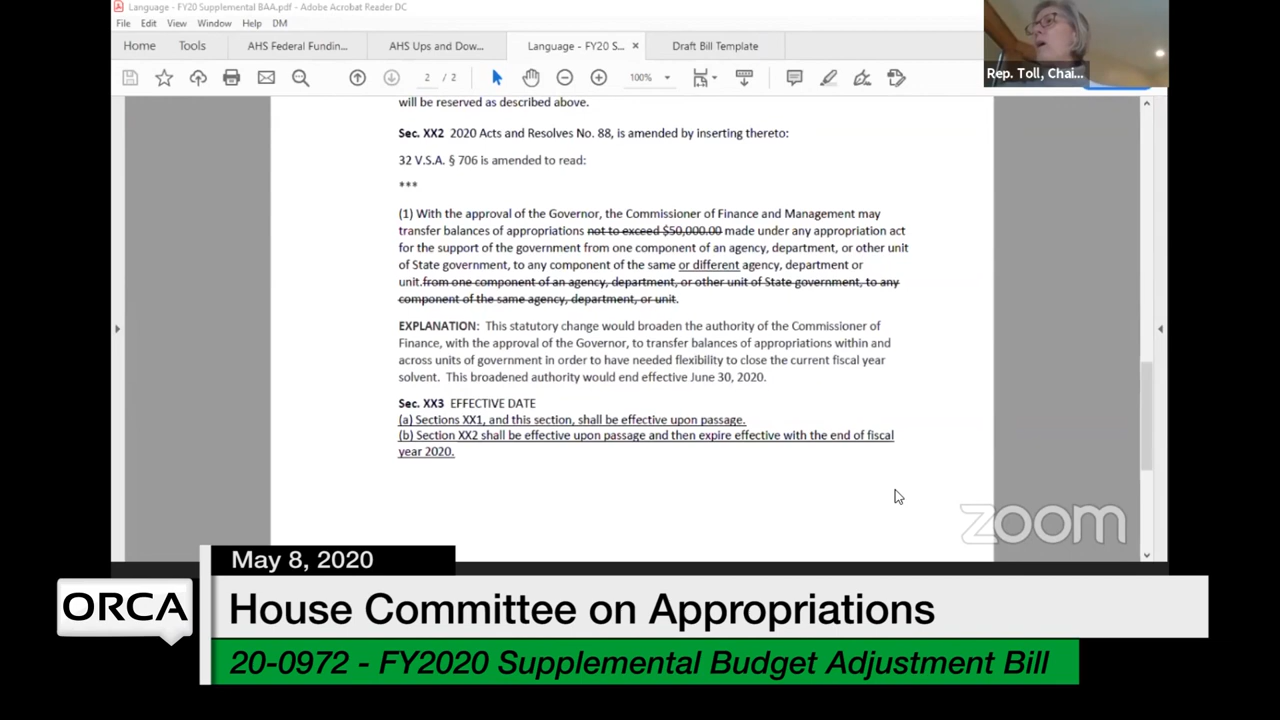 Language - FY20 Supplemental BAA.pdf - Adobe Acrobat Reader DC
File Edit View Window Help DM
Home Tools AHS Federal Fundin... AHS Ups and Dow... Language - FY20 S... × Draft Bill Template
2 / 2 100%
Rep. Toll, Chai...
will be reserved as described above.
Sec. XX2 2020 Acts and Resolves No. 88, is amended by inserting thereto:
32 V.S.A. § 706 is amended to read:
***
(1) With the approval of the Governor, the Commissioner of Finance and Management may
transfer balances of appropriations not to exceed $50,000.00 made under any appropriation act
for the support of the government from one component of an agency, department, or other unit
of State government, to any component of the same or different agency, department or
unit.from one component of an agency, department, or other unit of State government, to any
component of the same agency, department, or unit.
EXPLANATION: This statutory change would broaden the authority of the Commissioner of
Finance, with the approval of the Governor, to transfer balances of appropriations within and
across units of government in order to have needed flexibility to close the current fiscal year
solvent. This broadened authority would end effective June 30, 2020.
Sec. XX3 EFFECTIVE DATE
(a) Sections XX1, and this section, shall be effective upon passage.
(b) Section XX2 shall be effective upon passage and then expire effective with the end of fiscal
year 2020.
zoom
May 8, 2020
ORCA
House Committee on Appropriations
20-0972 - FY2020 Supplemental Budget Adjustment Bill